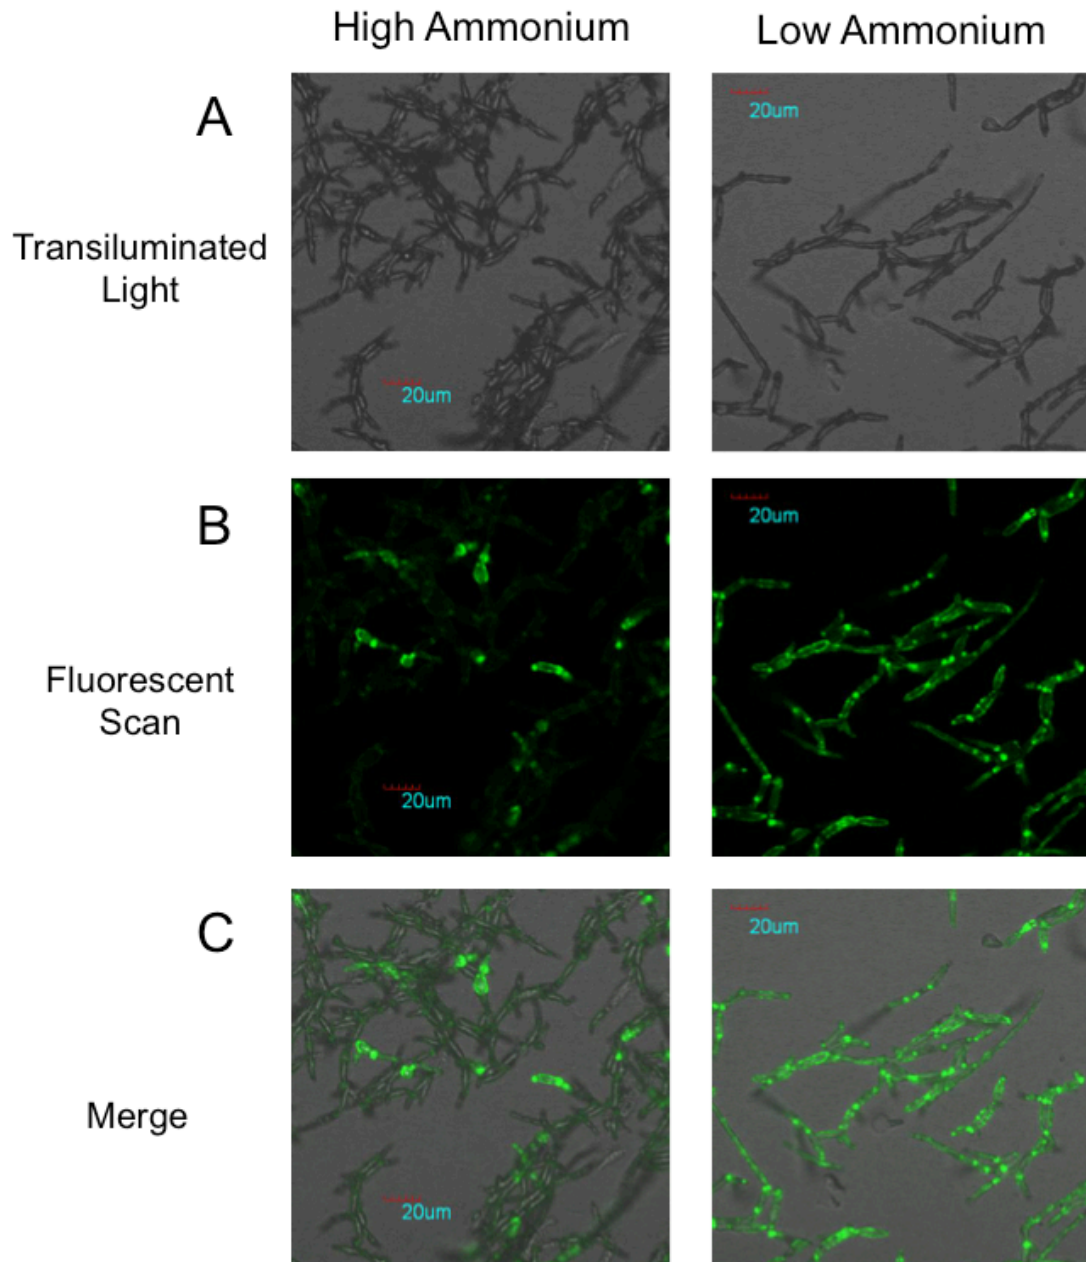 High Ammonium
Low Ammonium
A
Transiluminated
Light
20um
20um
B
Fluorescent
Scan
20um
20um
C
Merge
20um
20um